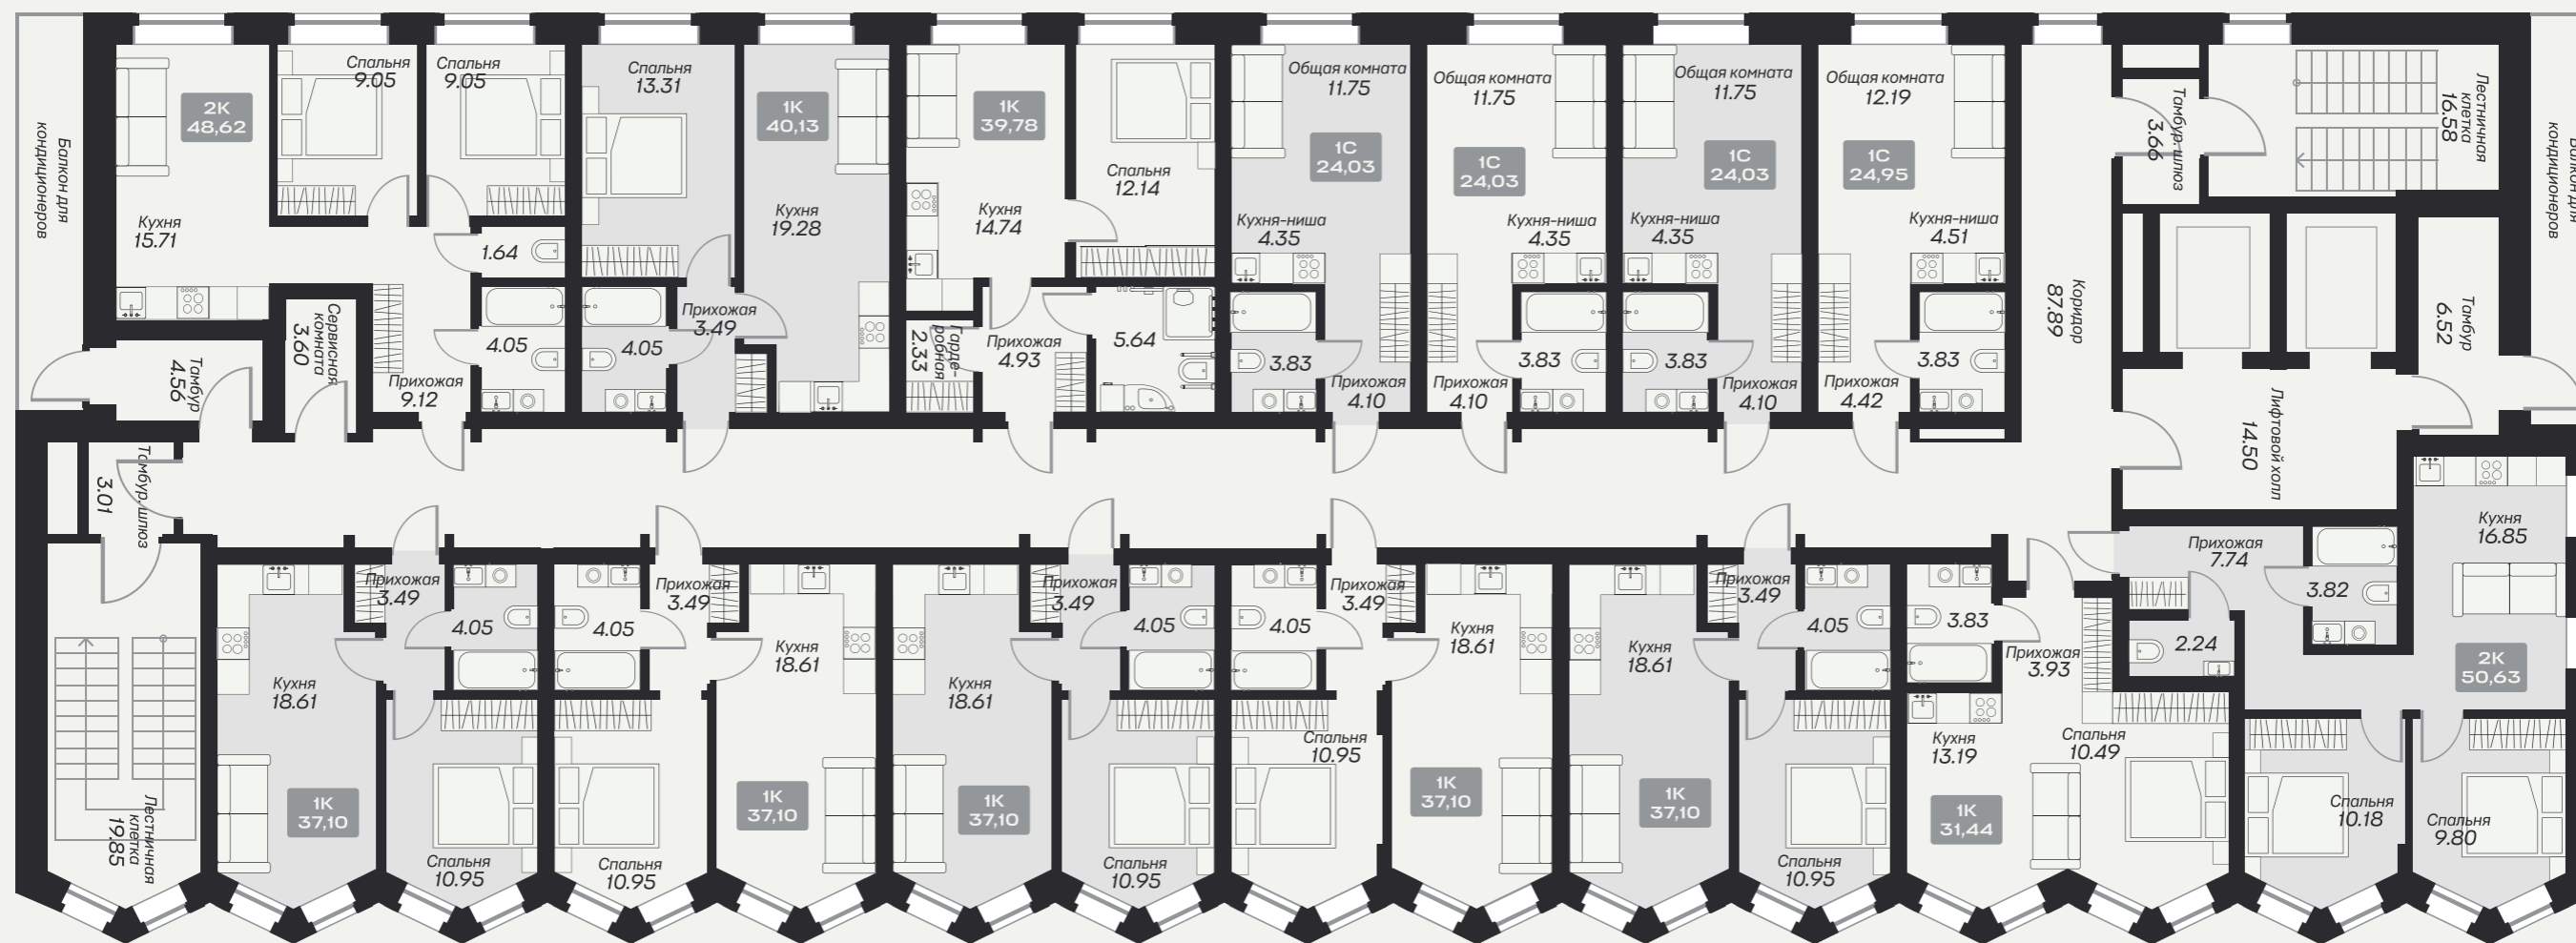 Балкон для
кондиционеров
2К
48,62
Кухня
15.71
Спальня
9.05
Спальня
9.05
1.64
4.05
Прихожая
9.12
Сервисная
комната
3.60
Тамбур
4.56
Спальня
13.31
1К
40,13
Кухня
19.28
Прихожая
3.49
4.05
1К
39,78
Кухня
14.74
Спальня
12.14
Гарде-
робная
2.33
Прихожая
4.93
5.64
Общая комната
11.75
1С
24,03
Кухня-ниша
4.35
3.83
Прихожая
4.10
Общая комната
11.75
1С
24,03
Кухня-ниша
4.35
3.83
Прихожая
4.10
Общая комната
11.75
1С
24,03
Кухня-ниша
4.35
3.83
Прихожая
4.10
Общая комната
12.19
1С
24,95
Кухня-ниша
4.51
3.83
Прихожая
4.42
Коридор
87.89
Тамбур, шлюз
3.66
Лестничная
клетка
16.58
Тамбур
6.52
Лифтовой холл
14.50
кондиционеров
Тамбур, шлюз
3.01
Лестничная
клетка
19.85
Прихожая
3.49
4.05
Кухня
18.61
1К
37,10
Спальня
10.95
4.05
Прихожая
3.49
Кухня
18.61
1К
37,10
Спальня
10.95
Прихожая
3.49
4.05
Кухня
18.61
1К
37,10
Спальня
10.95
4.05
Прихожая
3.49
Кухня
18.61
Спальня
10.95
1К
37,10
Прихожая
3.49
4.05
Кухня
18.61
1К
37,10
Спальня
10.95
3.83
Прихожая
3.93
Кухня
13.19
Спальня
10.49
1К
31,44
Прихожая
7.74
3.82
2.24
Кухня
16.85
2К
50,63
Спальня
10.18
Спальня
9.80